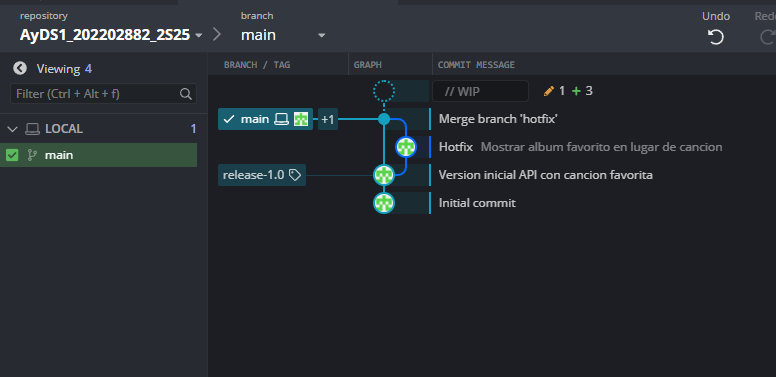 repository
branch
Undo
Redo
AyDS1_202202882_2S25
main
Viewing 4
BRANCH / TAG
GRAPH
COMMIT MESSAGE
Filter (Ctrl + Alt + f)
// WIP
1 + 3
main
+1
Merge branch 'hotfix'
LOCAL
1
main
Hotfix Mostrar album favorito en lugar de cancion
release-1.0
Version inicial API con cancion favorita
Initial commit